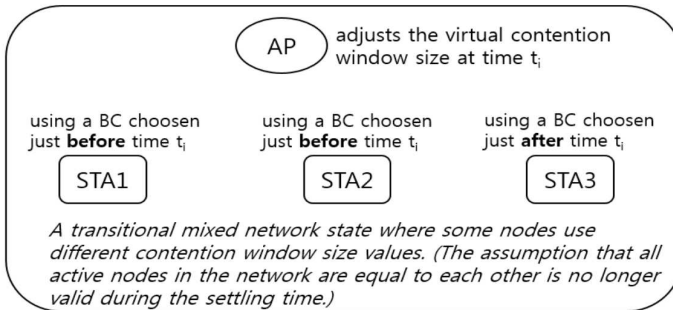 AP
adjusts the virtual contention
window size at time tᵢ
using a BC choosen
just before time tᵢ
STA1
using a BC choosen
just before time tᵢ
STA2
using a BC choosen
just after time tᵢ
STA3
A transitional mixed network state where some nodes use
different contention window size values. (The assumption that all
active nodes in the network are equal to each other is no longer
valid during the settling time.)